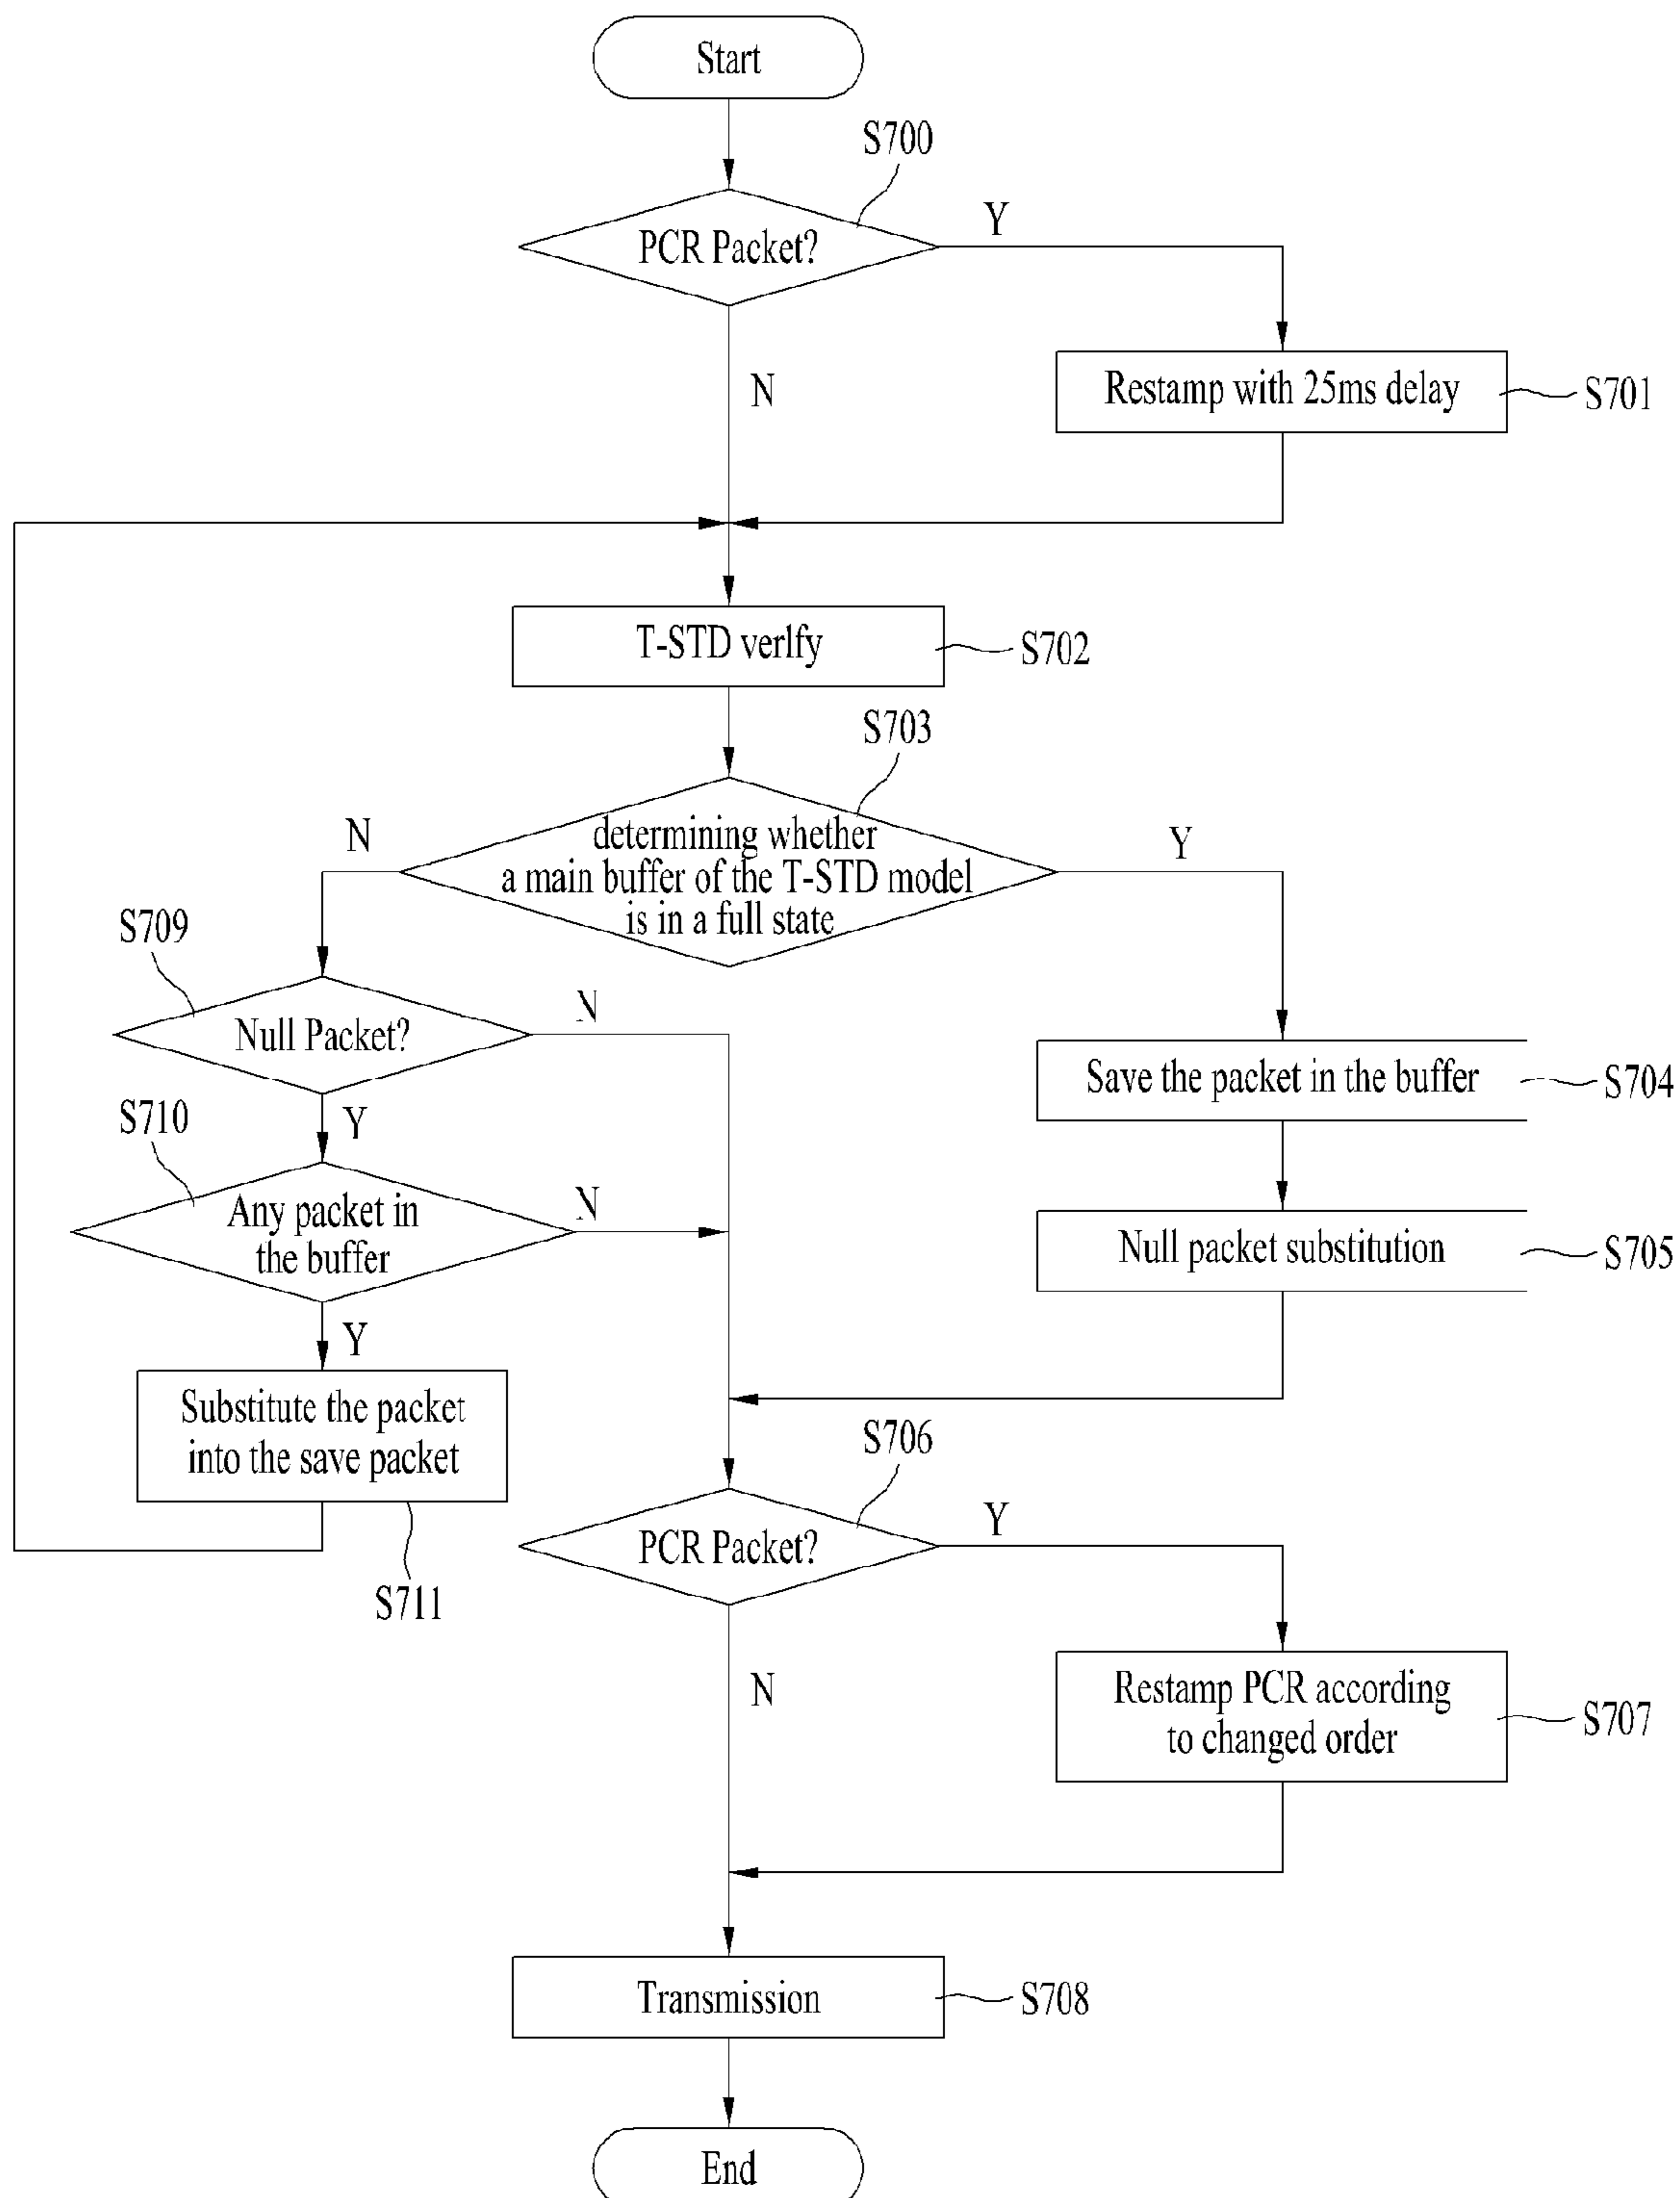 Start
S700
PCR Packet?
Y
N
Restamp with 25ms delay
S701
T-STD verlfy
S702
S703
determining whether
a main buffer of the T-STD model
is in a full state
N
Y
S709
Null Packet?
N
Y
Save the packet in the buffer
S704
S710
Any packet in
the buffer
N
Y
Null packet substitution
S705
Substitute the packet
into the save packet
S711
S706
PCR Packet?
Y
N
Restamp PCR according
to changed order
S707
Transmission
S708
End